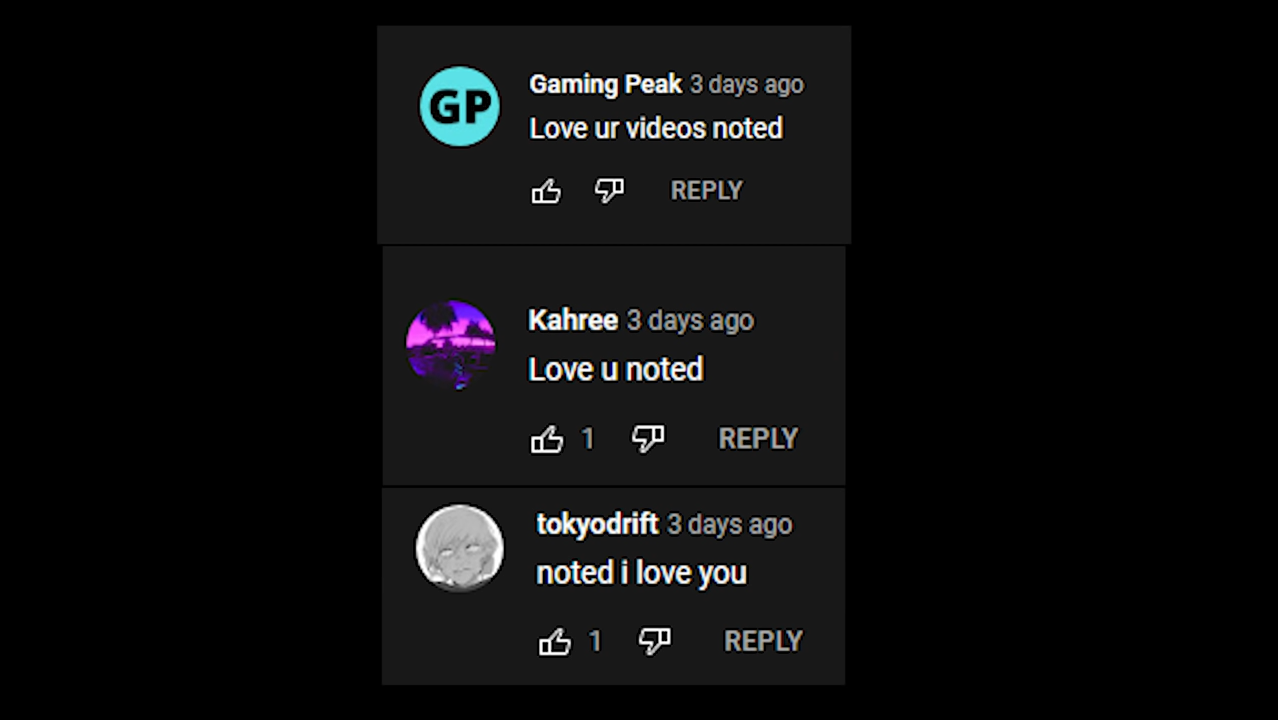 GP
Gaming Peak 3 days ago
Love ur videos noted
REPLY
Kahree 3 days ago
Love u noted
1 REPLY
tokyodrift 3 days ago
noted i love you
1 REPLY